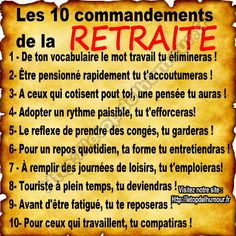 Les 10 commandements
de la RETRAITE
1 - De ton vocabulaire le mot travail tu élimineras !
2- Être pensionné rapidement tu t'accoutumeras !
3- A ceux qui cotisent pout toi, une pensée tu auras !
4- Adopter un rythme paisible, tu t'efforceras!
5- Le reflexe de prendre des congés, tu garderas !
6- Pour un repos quotidien, ta forme tu entretiendras !
7- À remplir tes journées de loisirs, tu t'emploieras!
8- Touriste à plein temps, tu deviendras !
Visitez notre site :
http://letopdelhumour.fr
9- Avant d'être fatigué, tu te reposeras !
10- Pour ceux qui travaillent, tu compatiras !